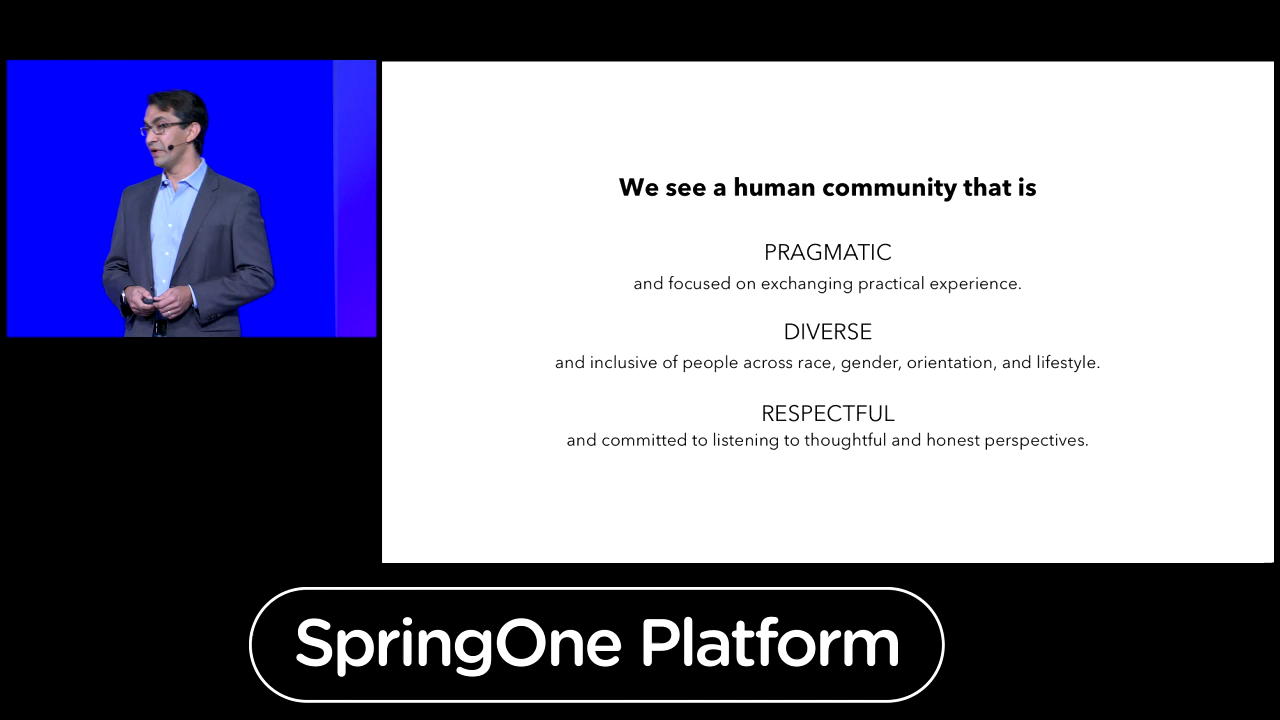 We see a human community that is
PRAGMATIC
and focused on exchanging practical experience.
DIVERSE
and inclusive of people across race, gender, orientation, and lifestyle.
RESPECTFUL
and committed to listening to thoughtful and honest perspectives.
SpringOne Platform